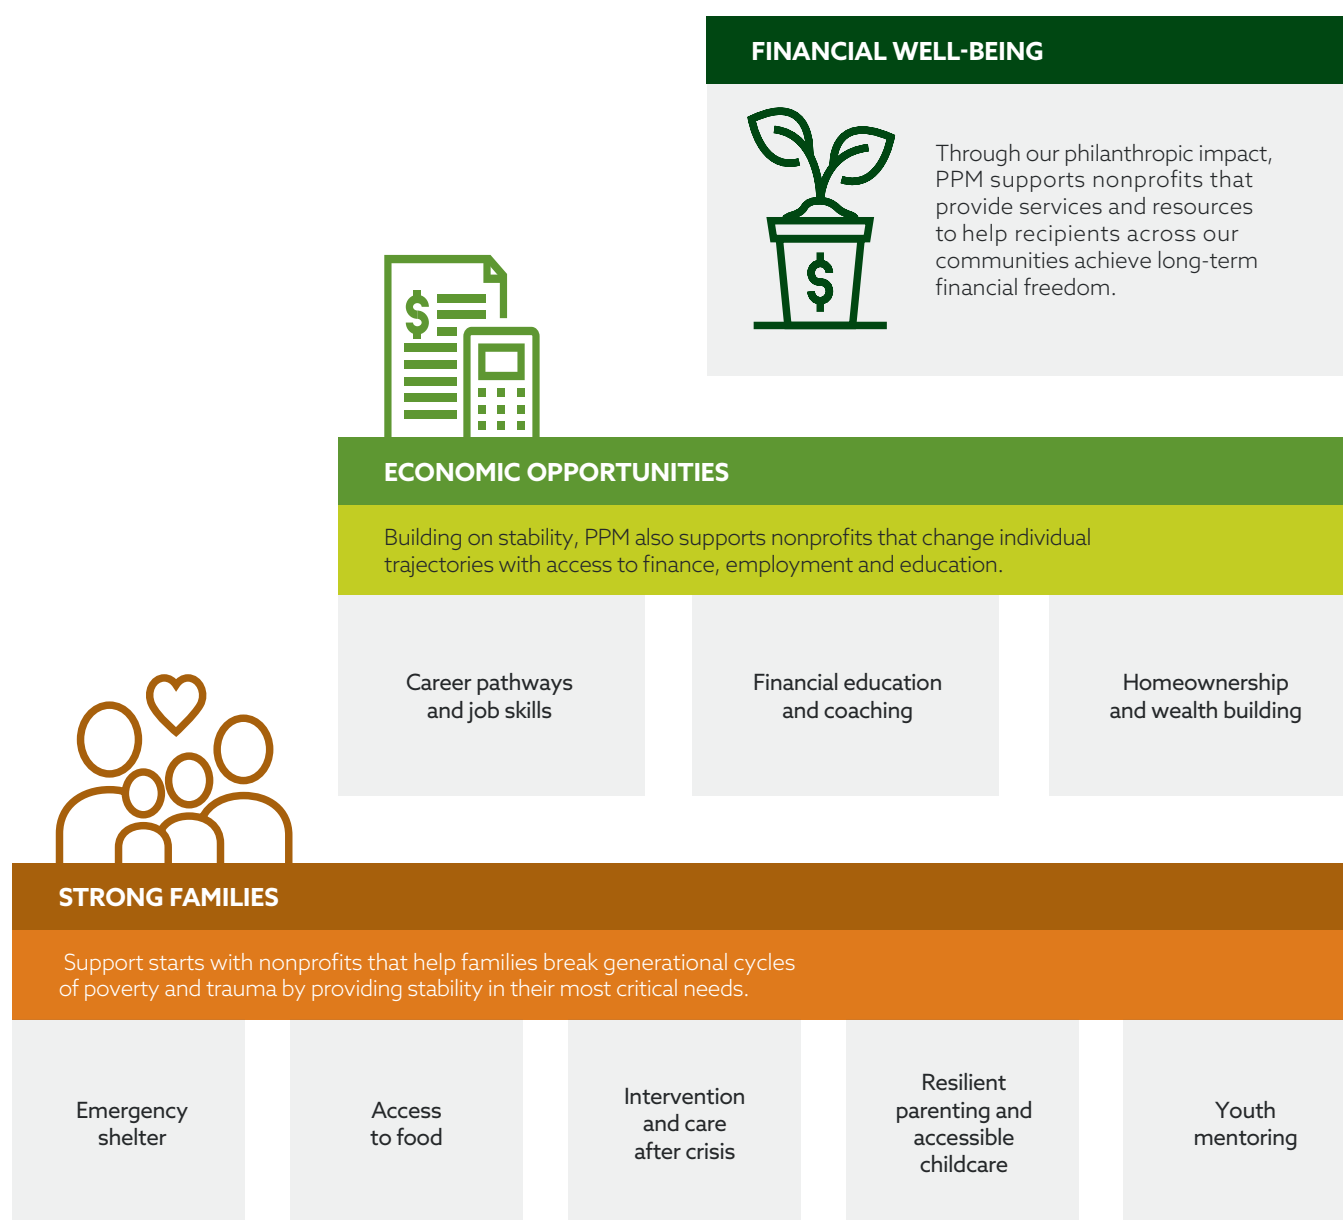 FINANCIAL WELL-BEING
Through our philanthropic impact,
PPM supports nonprofits that
provide services and resources
to help recipients across our
communities achieve long-term
financial freedom.
$
$
ECONOMIC OPPORTUNITIES
Building on stability, PPM also supports nonprofits that change individual
trajectories with access to finance, employment and education.
Career pathways
and job skills
Financial education
and coaching
Homeownership
and wealth building
STRONG FAMILIES
Support starts with nonprofits that help families break generational cycles
of poverty and trauma by providing stability in their most critical needs.
Emergency
shelter
Access
to food
Intervention
and care
after crisis
Resilient
parenting and
accessible
childcare
Youth
mentoring